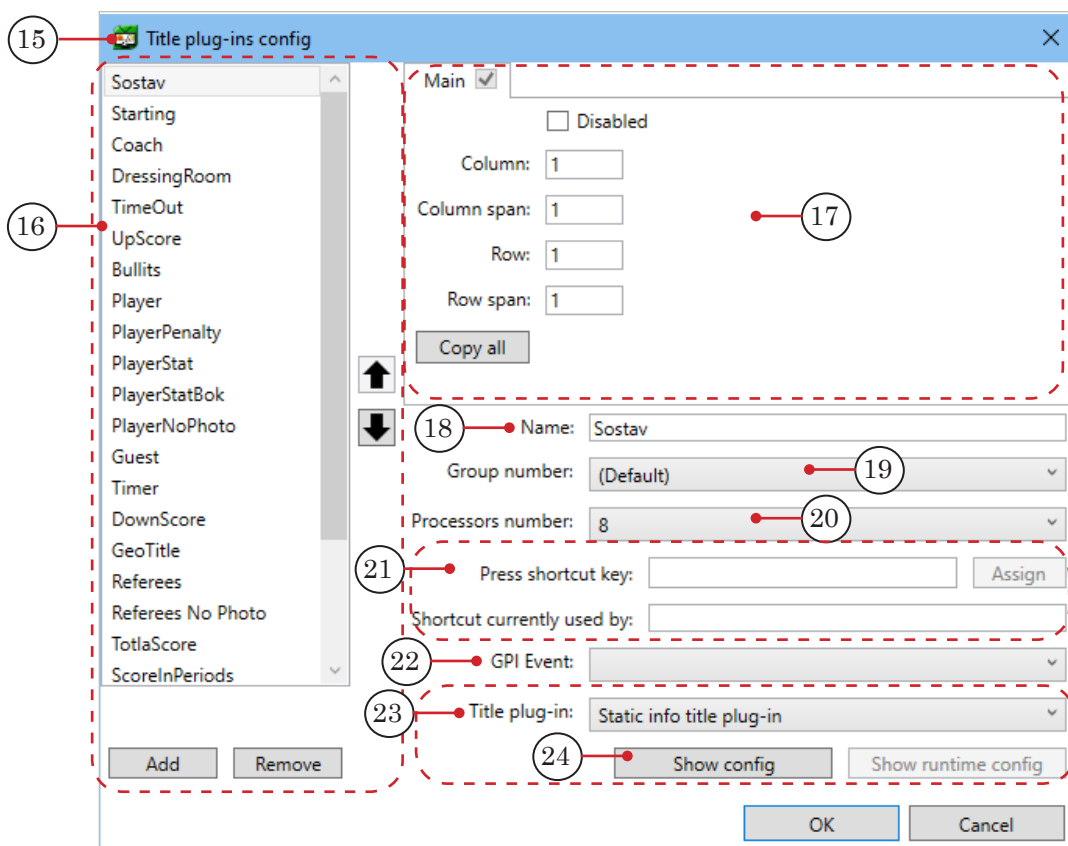 15
Title plug-ins config
16
Sostav
Starting
Coach
DressingRoom
TimeOut
UpScore
Bullits
Player
PlayerPenalty
PlayerStat
PlayerStatBok
PlayerNoPhoto
Guest
Timer
DownScore
GeoTitle
Referees
Referees No Photo
TotlaScore
ScoreInPeriods
Add Remove
Main
Disabled
Column: 1
Column span: 1
Row: 1
Row span: 1
Copy all
17
18 Name: Sostav
Group number: (Default) 19
Processors number: 8 20
21 Press shortcut key: Assign
Shortcut currently used by:
22 GPI Event:
23 Title plug-in: Static info title plug-in
24 Show config Show runtime config
OK Cancel